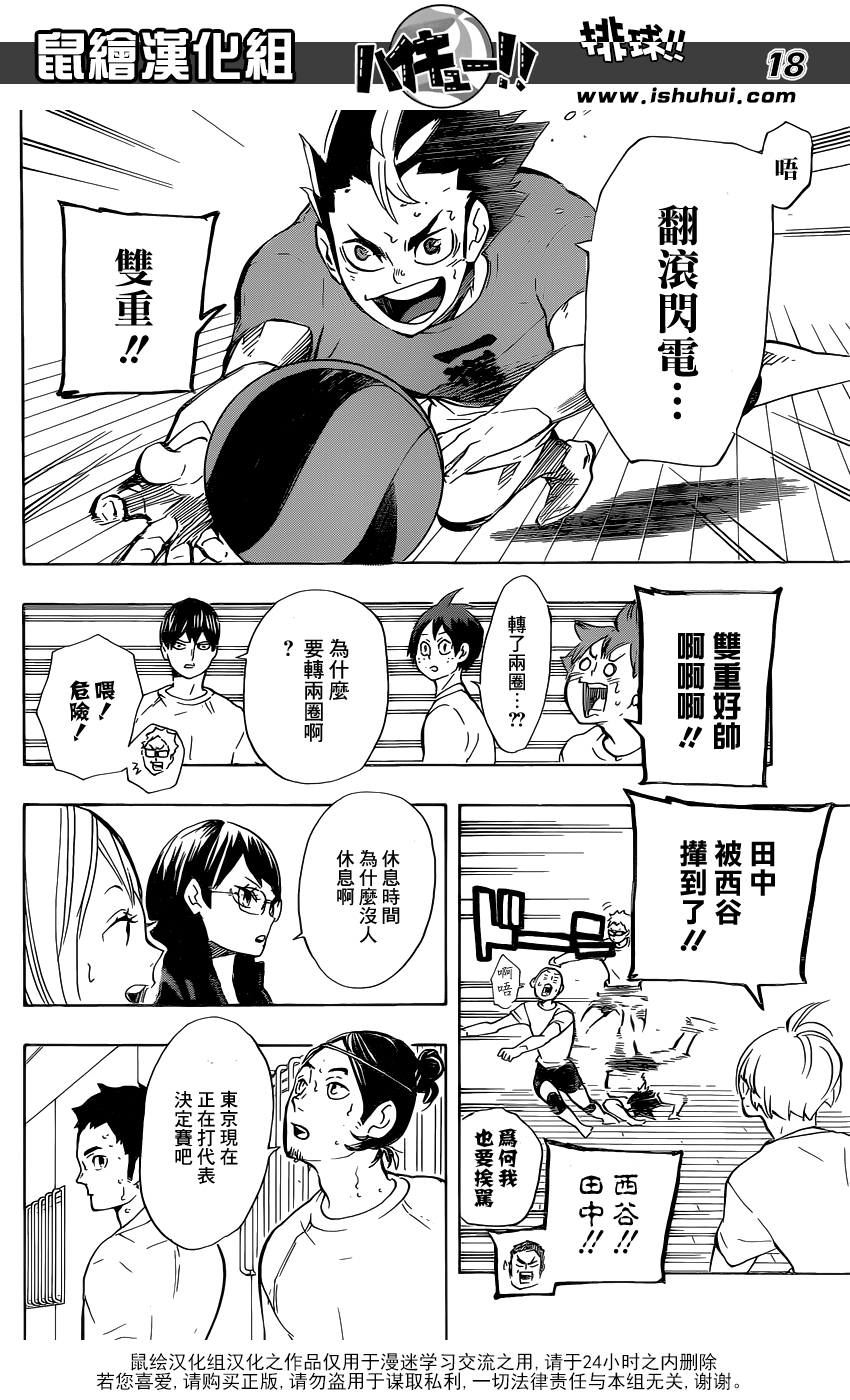 鼠繪漢化組
ハイキュー!!
排球!!
18
www.ishuhui.com
唔
翻滾閃電…
雙重!!
雙重好帥
啊啊啊!!
轉了兩圈…??
為什麼
要轉兩圈啊
?
喂!
危險!
田中
被西谷
攆到了!!
啊
唔
為何我
也要挨罵
西谷!!
田中!!
休息時間
為什麼沒人
休息啊
東京現在
正在打代表
決定賽吧
鼠绘汉化组汉化之作品仅用于漫迷学习交流之用,请于24小时之内删除
若您喜爱,请购买正版,请勿盗用于谋取私利,一切法律责任与本组无关,谢谢。